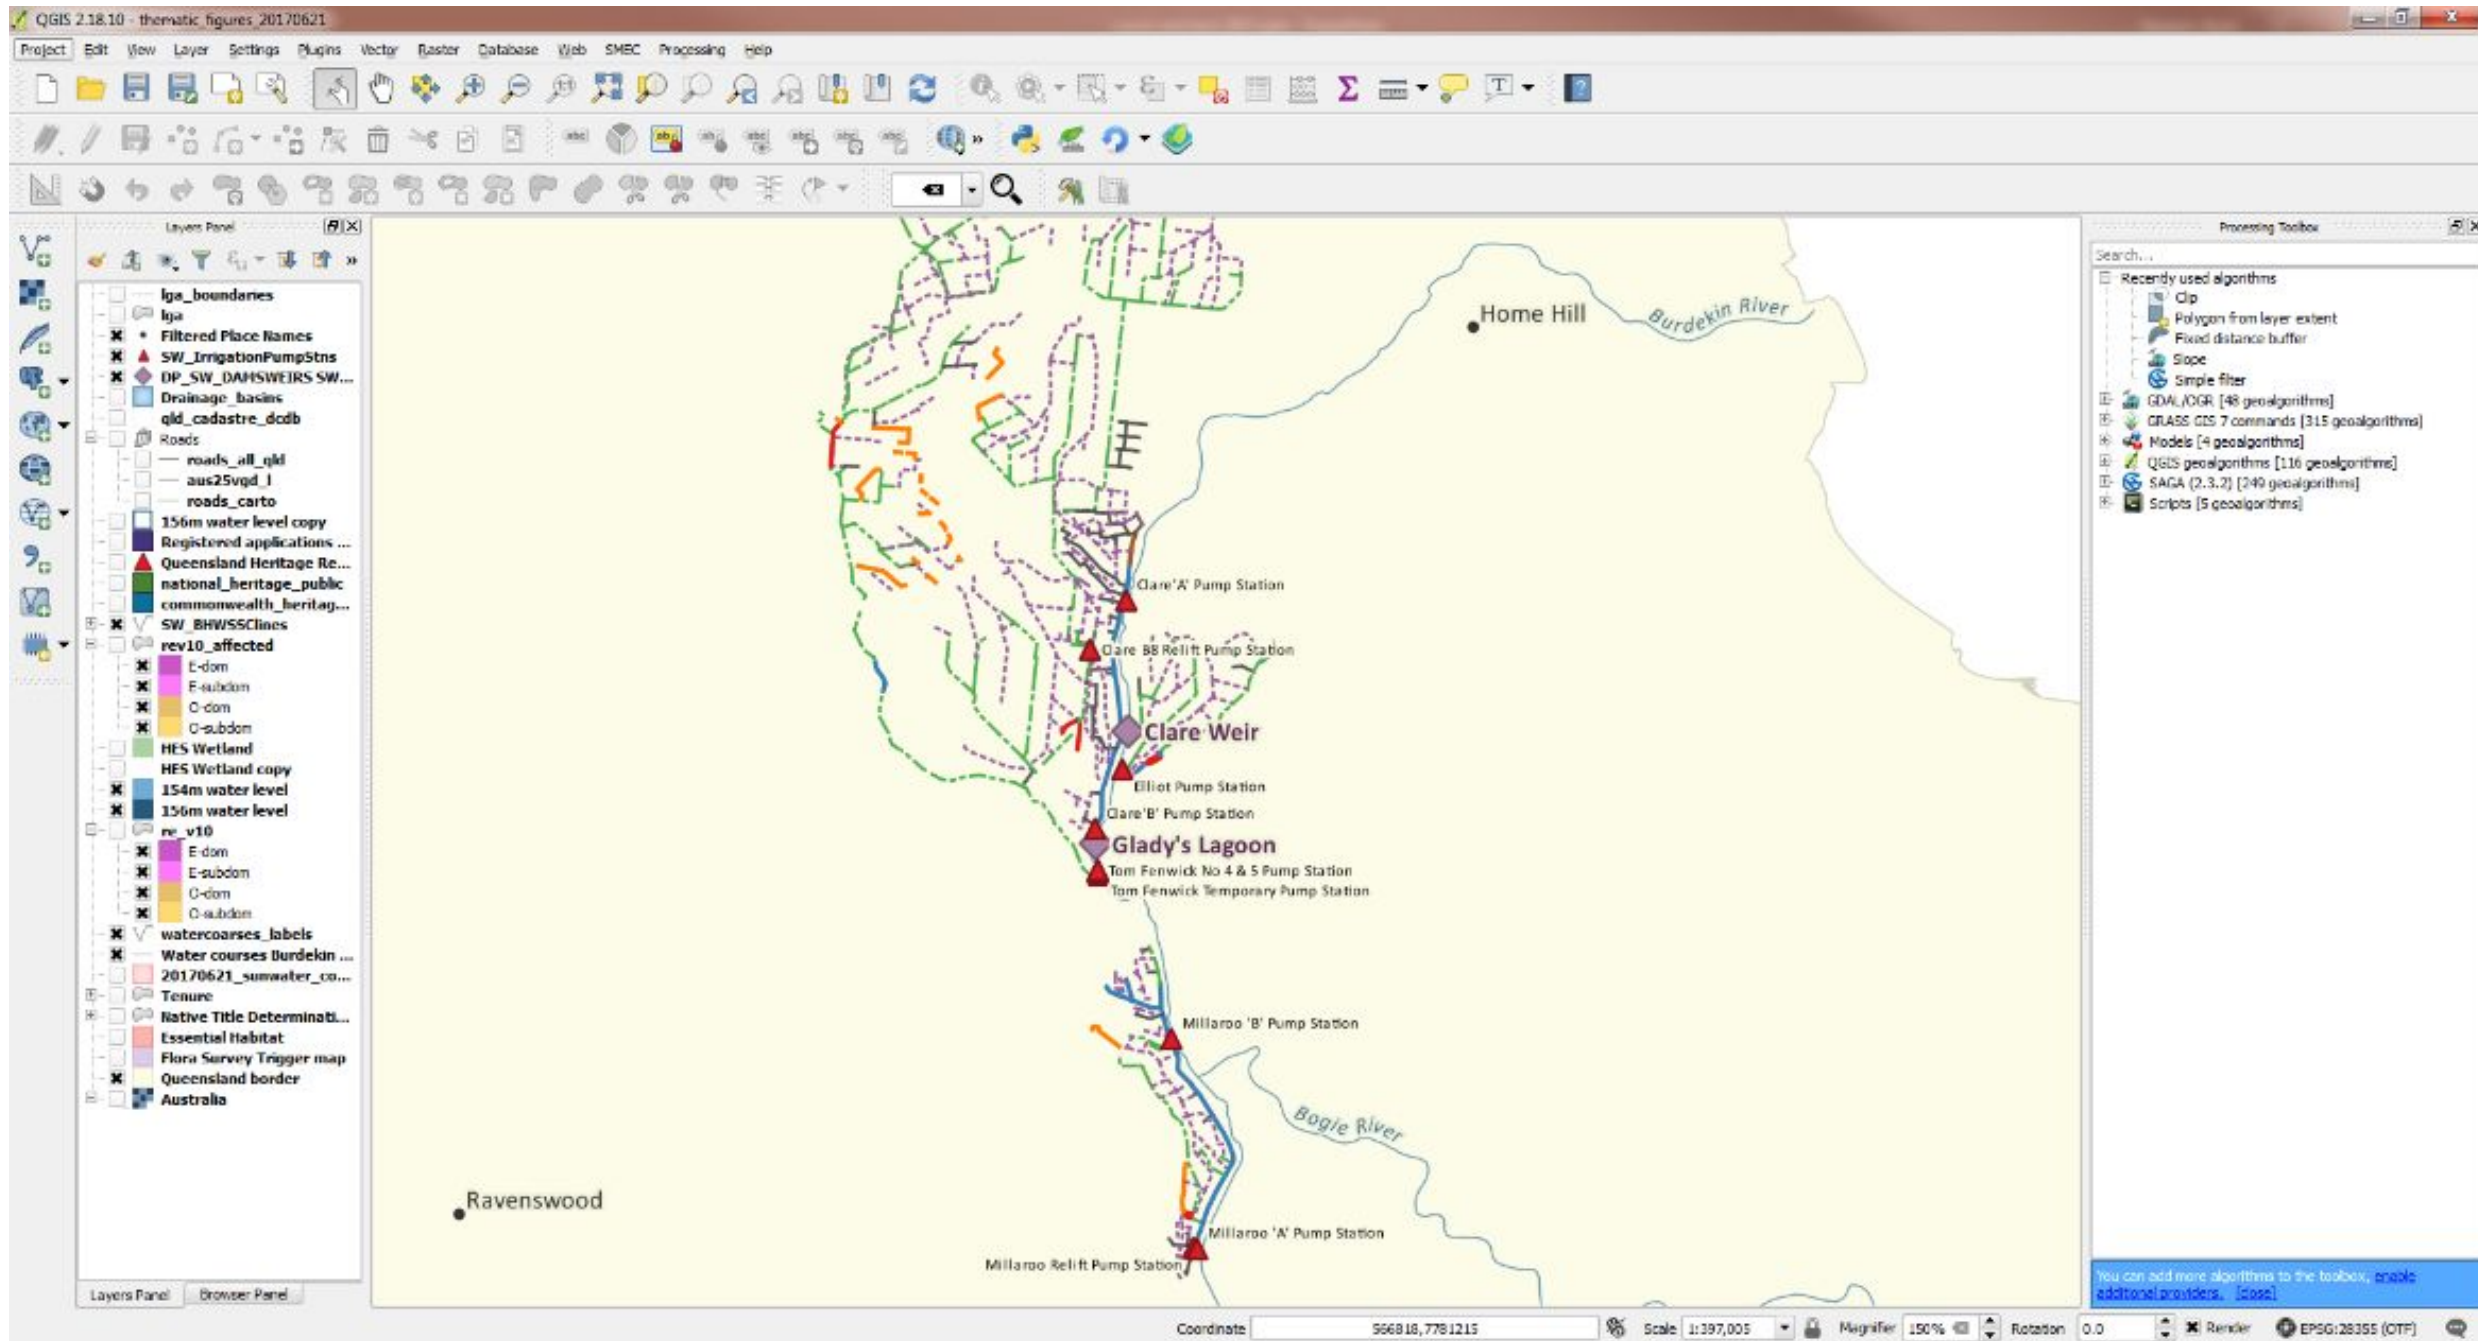 QGIS 2.18.10 - thematic_figures_20170621
Project Edit View Layer Settings Plugins Vector Raster Database Web SMEC Processing Help
Layers Panel
lga_boundaries
lga
Filtered Place Names
SW_IrrigationPumpStns
DP_SW_DAMSWEIRS SW...
Drainage_basins
qld_cadastre_dcdb
Roads
roads_all_qld
aus25vgd_l
roads_carto
156m water level copy
Registered applications ...
Queensland Heritage Re...
national_heritage_public
commonwealth_heritag...
SW_BHWSSClines
rev10_affected
E-dom
E-subdom
O-dom
O-subdom
HES Wetland
HES Wetland copy
154m water level
156m water level
re_v10
E-dom
E-subdom
O-dom
O-subdom
watercoarses_labels
Water courses Burdekin ...
20170621_sunwater_co...
Tenure
Native Title Determinati...
Essential Habitat
Flora Survey Trigger map
Queensland border
Australia
Layers Panel Browser Panel
Home Hill
Burdekin River
Clare'A' Pump Station
Clare B8 Relift Pump Station
Clare Weir
Elliot Pump Station
Clare'B' Pump Station
Glady's Lagoon
Tom Fenwick No 4 & 5 Pump Station
Tom Fenwick Temporary Pump Station
Millaroo 'B' Pump Station
Bogie River
Ravenswood
Millaroo 'A' Pump Station
Millaroo Relift Pump Station
Processing Toolbox
Search...
Recently used algorithms
Clip
Polygon from layer extent
Fixed distance buffer
Slope
Simple filter
GDAL/OGR [48 geoalgorithms]
GRASS GIS 7 commands [315 geoalgorithms]
Models [4 geoalgorithms]
QGIS geoalgorithms [116 geoalgorithms]
SAGA (2.3.2) [249 geoalgorithms]
Scripts [5 geoalgorithms]
You can add more algorithms to the toolbox, enable
additional providers. [close]
Coordinate 566818,7781215 Scale 1:397,005 Magnifier 150% Rotation 0.0 Render EPSG:28355 (OTF)